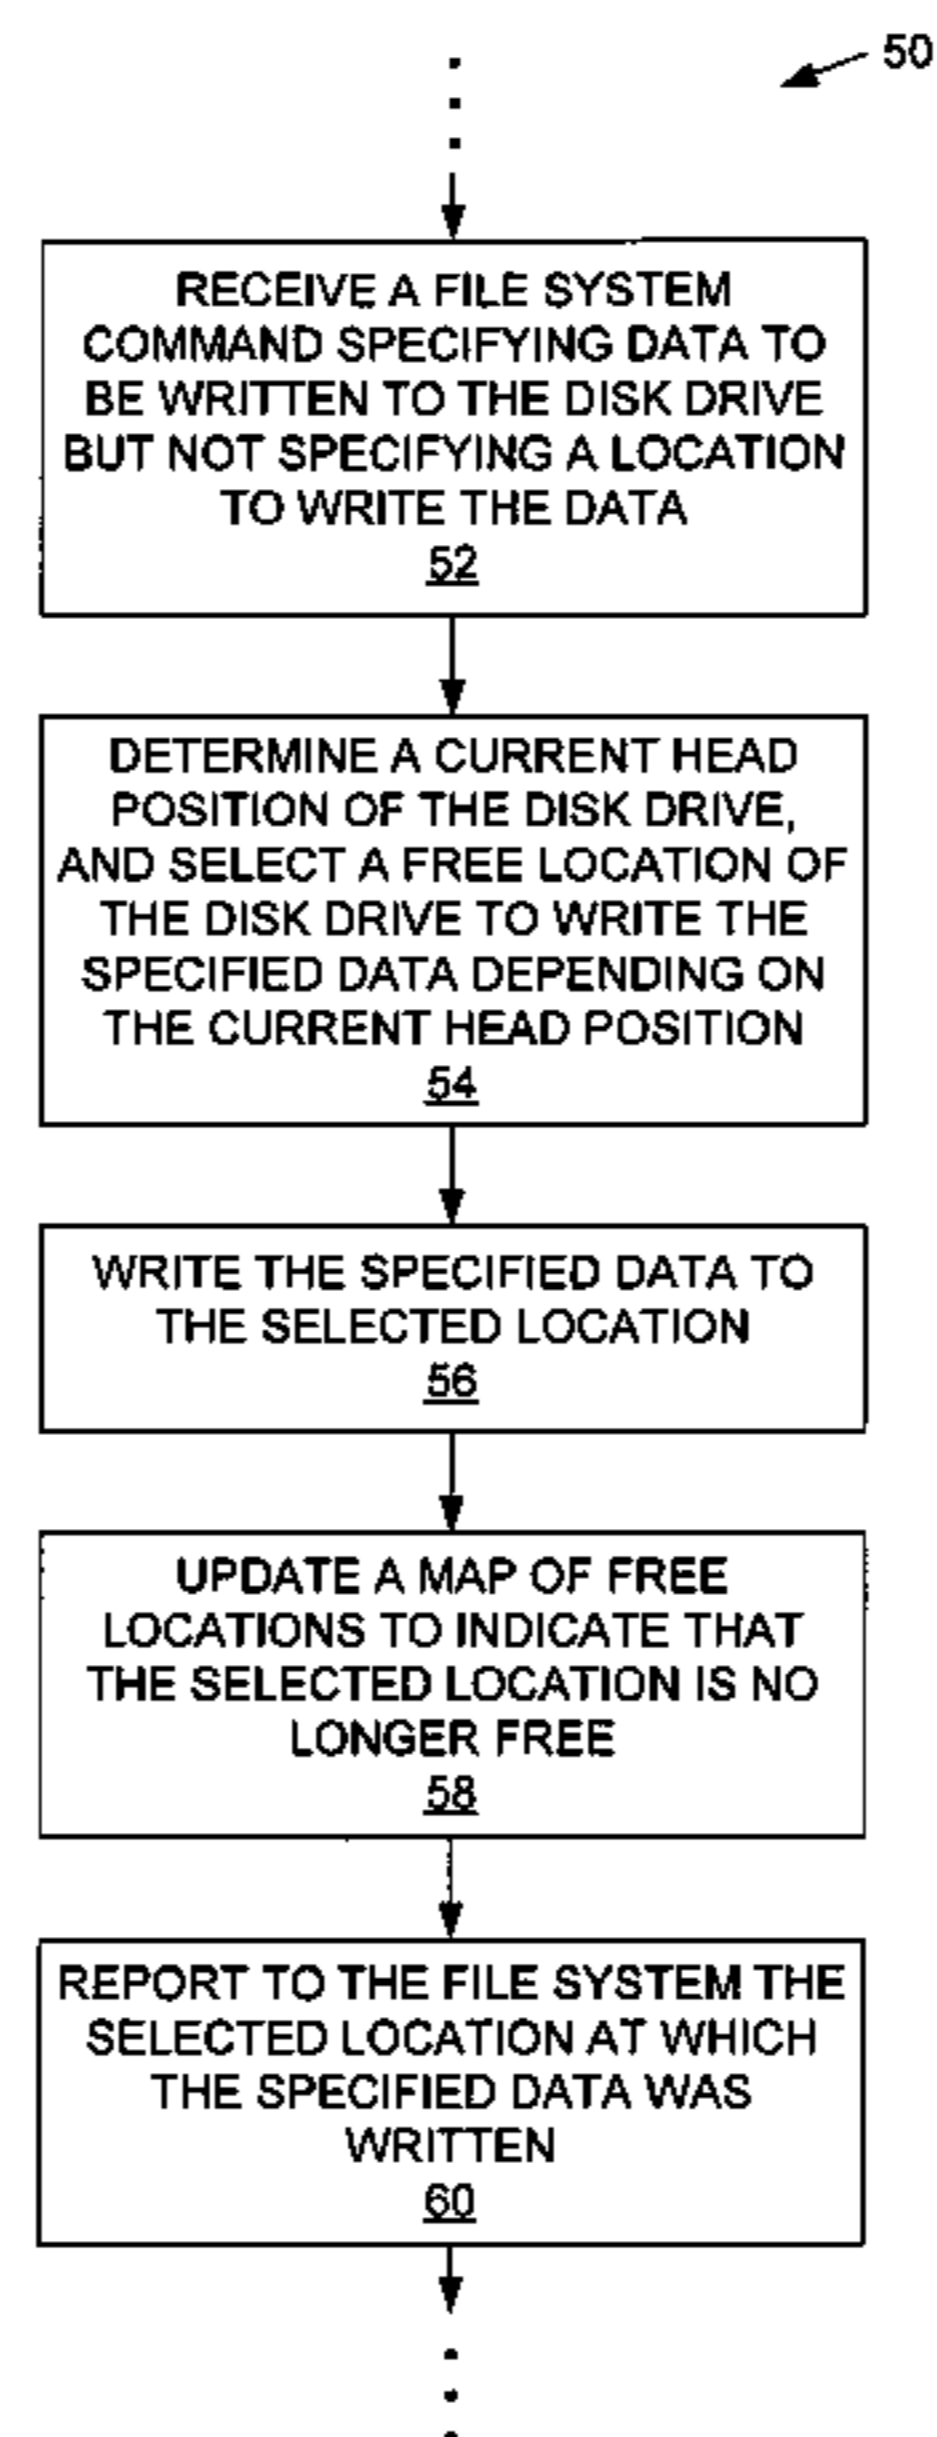 50
RECEIVE A FILE SYSTEM
COMMAND SPECIFYING DATA TO
BE WRITTEN TO THE DISK DRIVE
BUT NOT SPECIFYING A LOCATION
TO WRITE THE DATA
52
DETERMINE A CURRENT HEAD
POSITION OF THE DISK DRIVE,
AND SELECT A FREE LOCATION OF
THE DISK DRIVE TO WRITE THE
SPECIFIED DATA DEPENDING ON
THE CURRENT HEAD POSITION
54
WRITE THE SPECIFIED DATA TO
THE SELECTED LOCATION
56
UPDATE A MAP OF FREE
LOCATIONS TO INDICATE THAT
THE SELECTED LOCATION IS NO
LONGER FREE
58
REPORT TO THE FILE SYSTEM THE
SELECTED LOCATION AT WHICH
THE SPECIFIED DATA WAS
WRITTEN
60